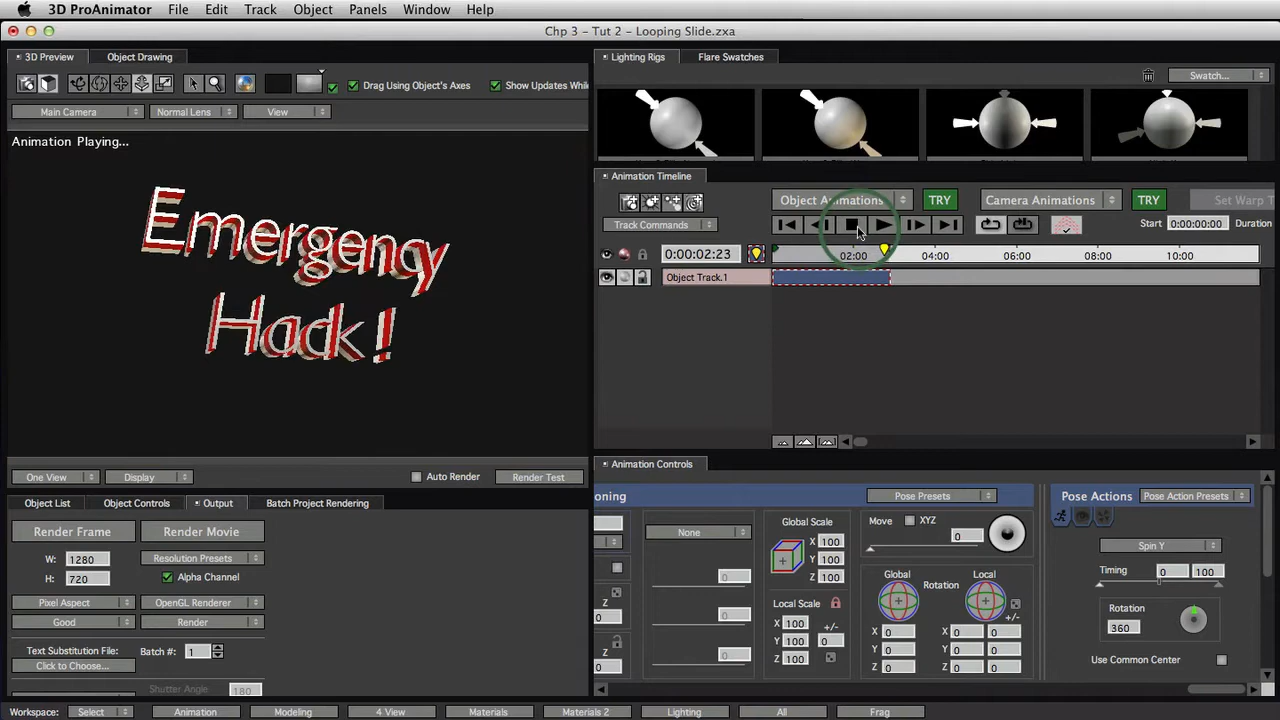 3D ProAnimator File Edit Track Object Panels Window Help
Chp 3 – Tut 2 – Looping Slide.zxa
3D Preview Object Drawing
Drag Using Object's Axes Show Updates Whil
Main Camera Normal Lens View
Animation Playing...
Emergency
Hack!
One View Display Auto Render Render Test
Object List Object Controls Output Batch Project Rendering
Render Frame Render Movie
W: 1280 Resolution Presets
H: 720 Alpha Channel
Pixel Aspect OpenGL Renderer
Good Render
Text Substitution File: Batch #: 1
Click to Choose...
Shutter Angle 180
Lighting Rigs Flare Swatches
Swatch...
Animation Timeline
Object Animations TRY Camera Animations TRY Set Warp T
Track Commands Start 0:00:00:00 Duration
0:00:02:23 02:00 04:00 06:00 08:00 10:00
Object Track.1
Animation Controls
oning Pose Presets Pose Actions Pose Action Presets
None Global Scale Move XYZ 0
X 100
Y 100
Z 100
Spin Y
Timing 0 100
0 Global Rotation Local
Z Local Scale +/-
0 0 X 100
Y 100 0
Z 100
X 0 X 0 0
Y 0 Y 0 0
Z 0 Z 0 0
Rotation
360
Use Common Center
Workspace: Select Animation Modeling 4 View Materials Materials 2 Lighting All Frag